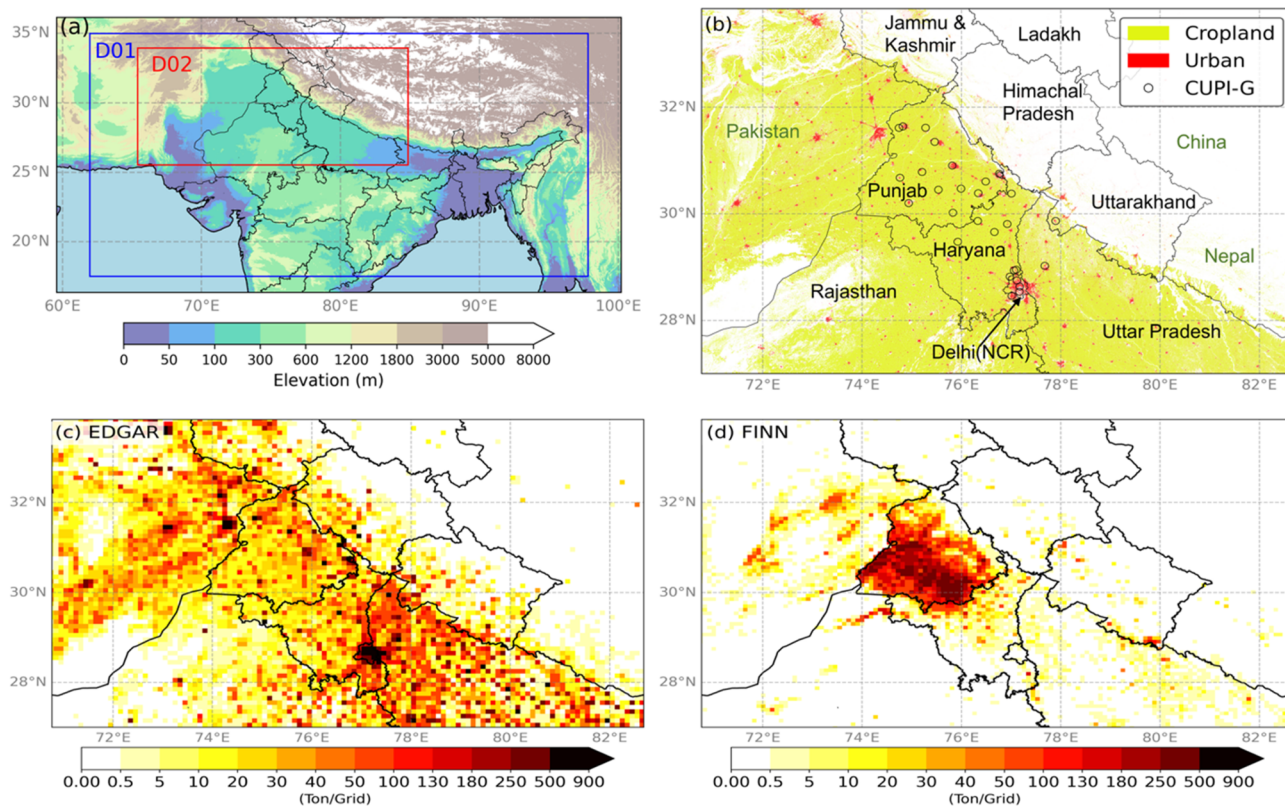 (a)
D01
D02
35°N
30°N
25°N
20°N
60°E
70°E
80°E
90°E
100°E
0
50
100
300
600
1200
1800
3000
5000
8000
Elevation (m)
(b)
Jammu &
Kashmir
Ladakh
Cropland
Urban
CUPI-G
Himachal
Pradesh
Pakistan
China
Punjab
Uttarakhand
Haryana
Nepal
Rajasthan
Uttar Pradesh
Delhi(NCR)
32°N
30°N
28°N
72°E
74°E
76°E
78°E
80°E
82°E
(c) EDGAR
32°N
30°N
28°N
72°E
74°E
76°E
78°E
80°E
82°E
0.00
0.5
5
10
20
30
40
50
100
130
180
250
500
900
(Ton/Grid)
(d) FINN
32°N
30°N
28°N
72°E
74°E
76°E
78°E
80°E
82°E
0.00
0.5
5
10
20
30
40
50
100
130
180
250
500
900
(Ton/Grid)